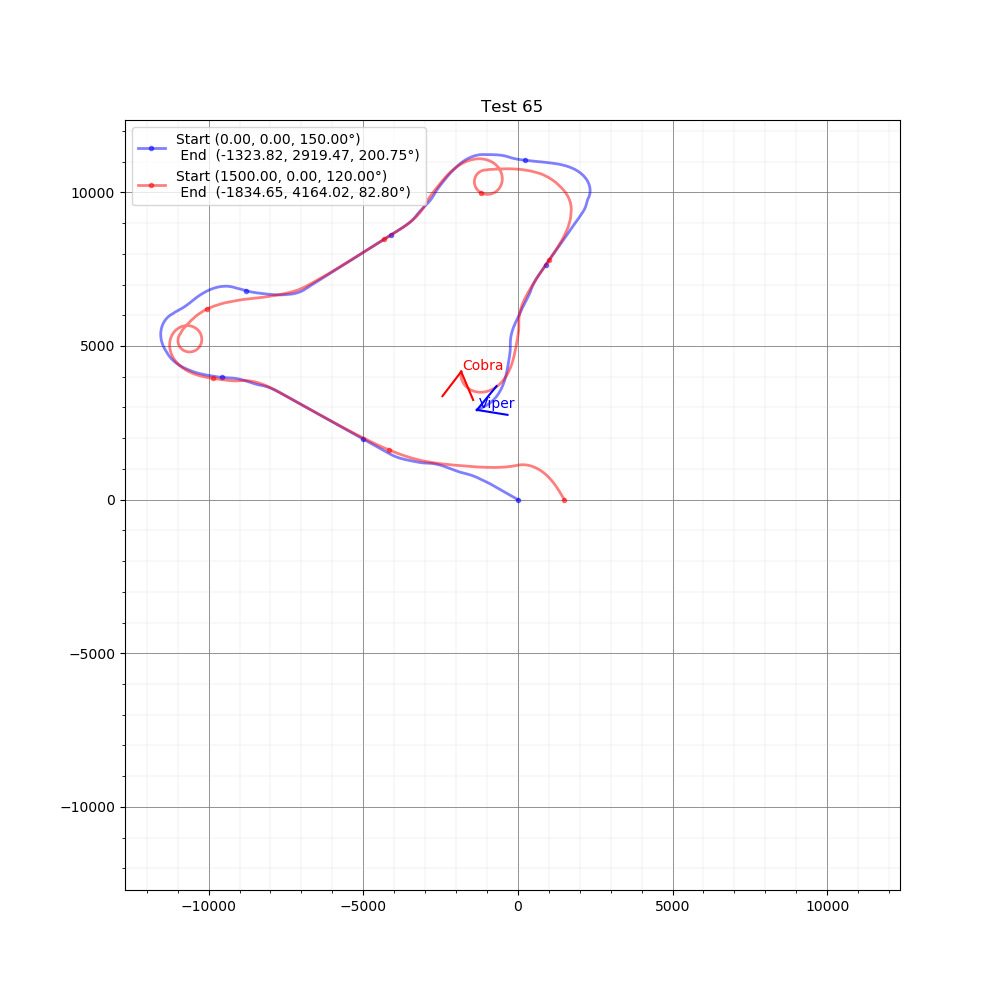 Test 65
Start (0.00, 0.00, 150.00°)
End  (-1323.82, 2919.47, 200.75°)
Start (1500.00, 0.00, 120.00°)
End  (-1834.65, 4164.02, 82.80°)
10000
5000
0
−5000
−10000
Cobra
Viper
−10000
−5000
0
5000
10000